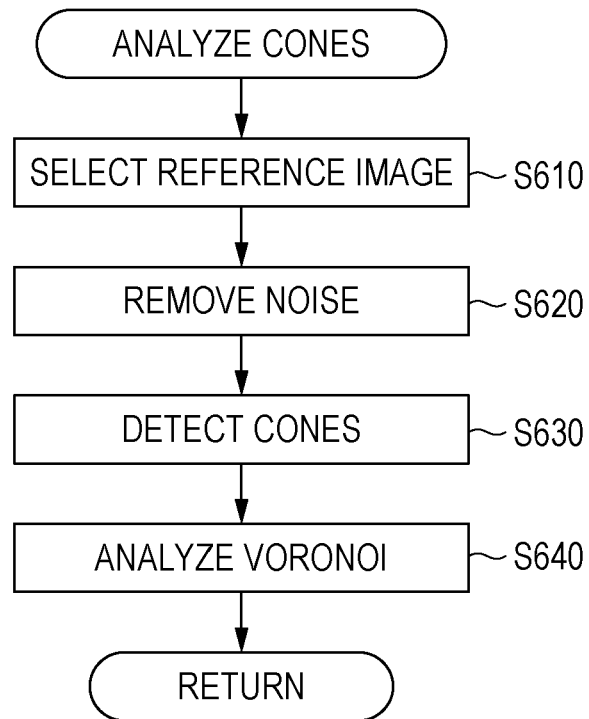 ANALYZE CONES
SELECT REFERENCE IMAGE
S610
REMOVE NOISE
S620
DETECT CONES
S630
ANALYZE VORONOI
S640
RETURN